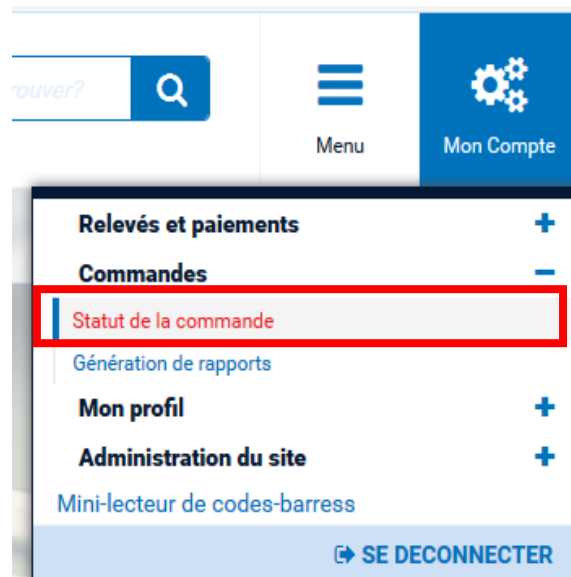 rouver?
Menu
Mon Compte
Relevés et paiements
Commandes
Statut de la commande
Génération de rapports
Mon profil
Administration du site
Mini-lecteur de codes-barress
SE DECONNECTER